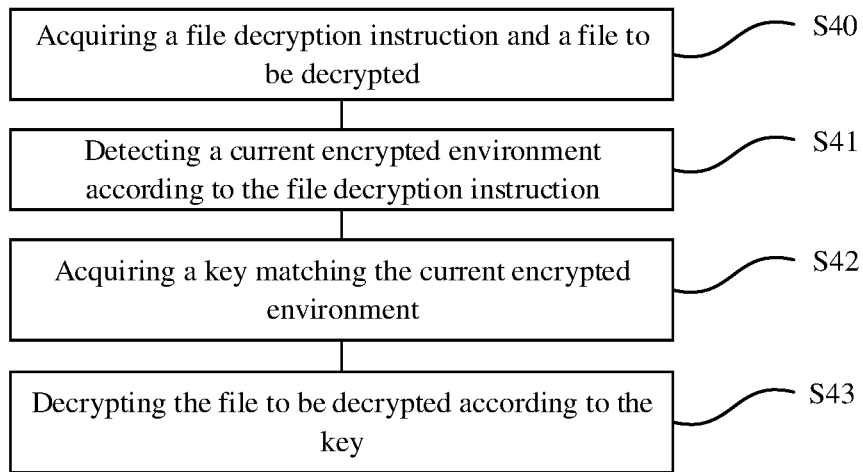 Acquiring a file decryption instruction and a file to
be decrypted
S40
Detecting a current encrypted environment
according to the file decryption instruction
S41
Acquiring a key matching the current encrypted
environment
S42
Decrypting the file to be decrypted according to the
key
S43